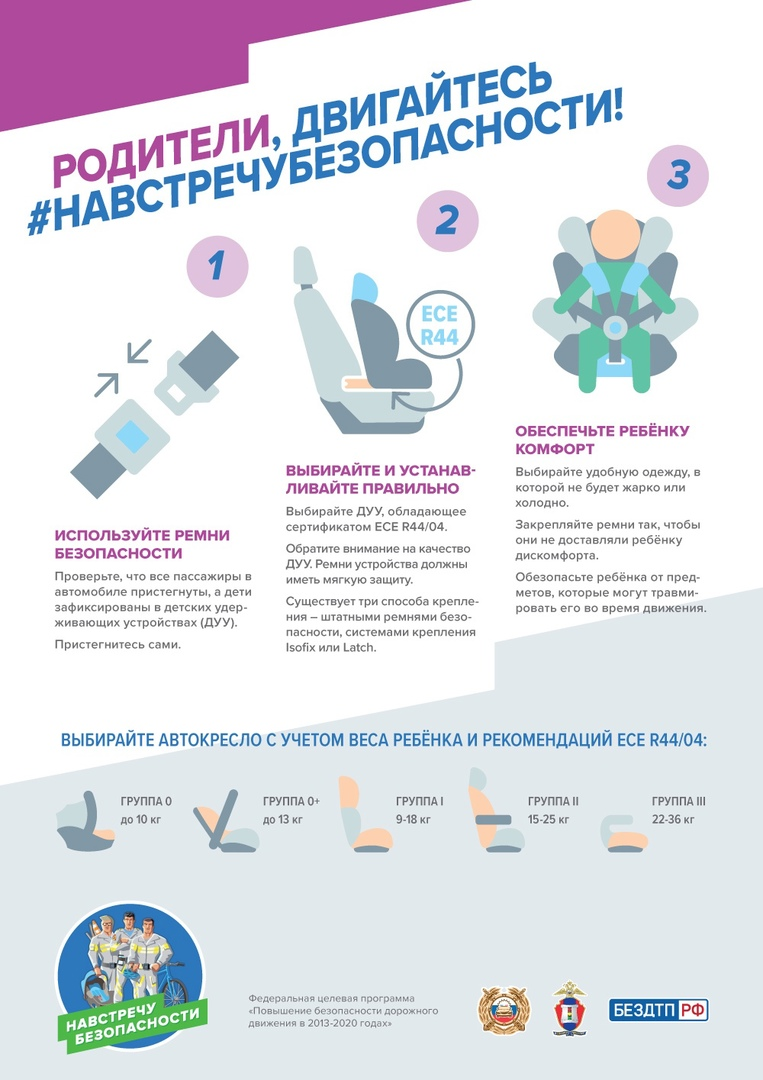 РОДИТЕЛИ, ДВИГАЙТЕСЬ
#НАВСТРЕЧУБЕЗОПАСНОСТИ!
1
ИСПОЛЬЗУЙТЕ РЕМНИ
БЕЗОПАСНОСТИ
Проверьте, что все пассажиры в
автомобиле пристегнуты, а дети
зафиксированы в детских удер-
живающих устройствах (ДУУ).
Пристегнитесь сами.
2
ECE
R44
ВЫБИРАЙТЕ И УСТАНАВ-
ЛИВАЙТЕ ПРАВИЛЬНО
Выбирайте ДУУ, обладающее
сертификатом ECE R44/04.
Обратите внимание на качество
ДУУ. Ремни устройства должны
иметь мягкую защиту.
Существует три способа крепле-
ния – штатными ремнями безо-
пасности, системами крепления
Isofix или Latch.
3
ОБЕСПЕЧЬТЕ РЕБЁНКУ
КОМФОРТ
Выбирайте удобную одежду, в
которой не будет жарко или
холодно.
Закрепляйте ремни так, чтобы
они не доставляли ребёнку
дискомфорта.
Обезопасьте ребёнка от пред-
метов, которые могут травми-
ровать его во время движения.
ВЫБИРАЙТЕ АВТОКРЕСЛО С УЧЕТОМ ВЕСА РЕБЁНКА И РЕКОМЕНДАЦИЙ ECE R44/04:
ГРУППА 0
до 10 кг
ГРУППА 0+
до 13 кг
ГРУППА I
9-18 кг
ГРУППА II
15-25 кг
ГРУППА III
22-36 кг
НАВСТРЕЧУ
БЕЗОПАСНОСТИ
Федеральная целевая программа
«Повышение безопасности дорожного
движения в 2013-2020 годах»
БЕЗДТП РФ